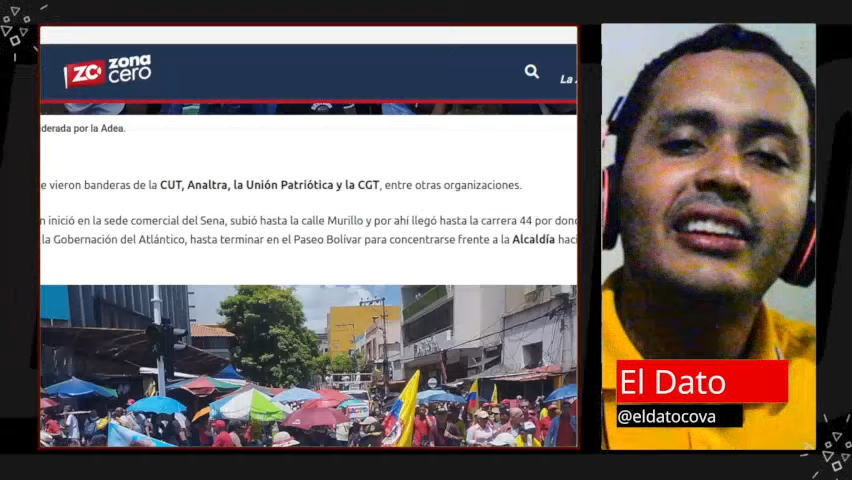 ZC zona cero
La
derada por la Adea.
e vieron banderas de la CUT, Analtra, la Unión Patriótica y la CGT, entre otras organizaciones.
n inició en la sede comercial del Sena, subió hasta la calle Murillo y por ahí llegó hasta la carrera 44 por dond
la Gobernación del Atlántico, hasta terminar en el Paseo Bolívar para concentrarse frente a la Alcaldía haci
El Dato
@eldatocova